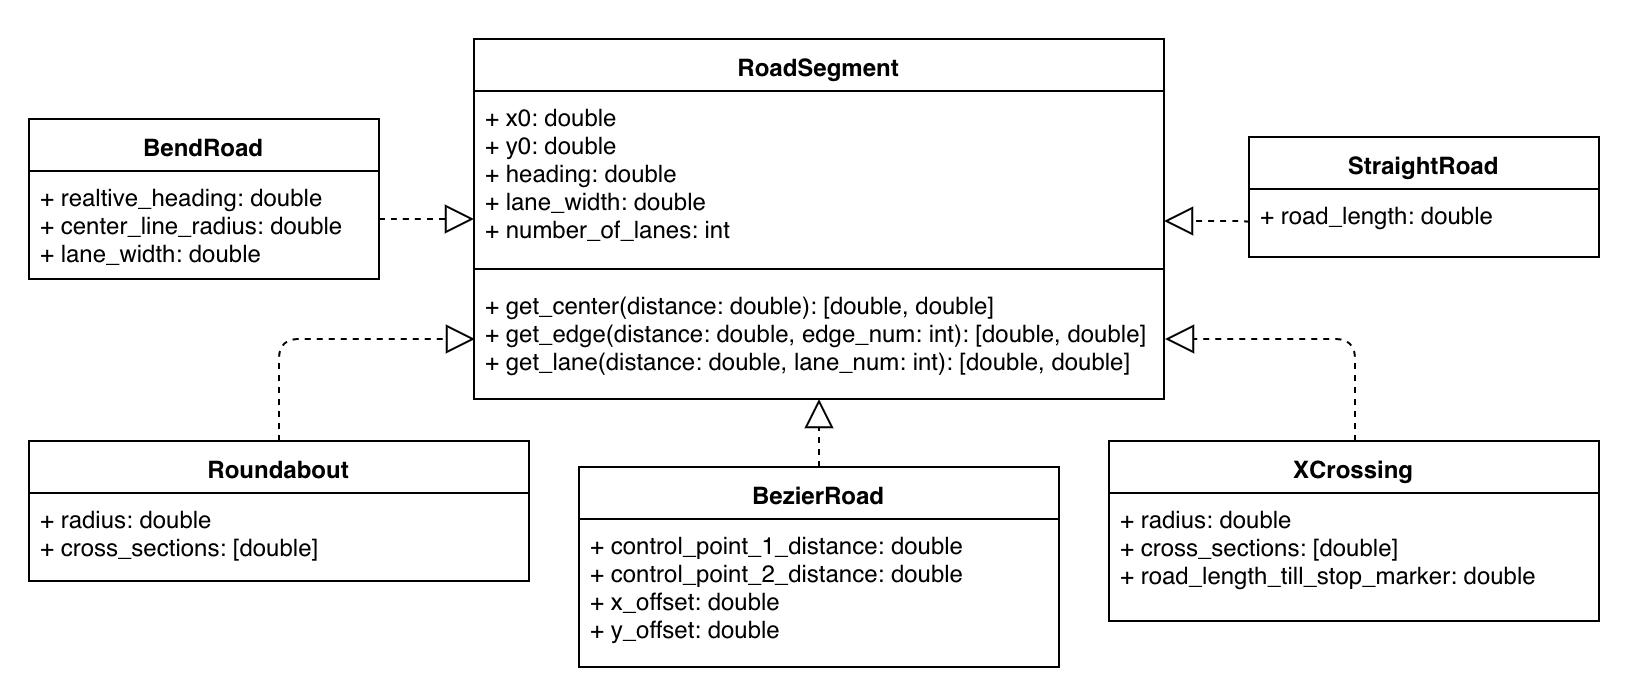 RoadSegment
+ x0: double
+ y0: double
+ heading: double
+ lane_width: double
+ number_of_lanes: int
+ get_center(distance: double): [double, double]
+ get_edge(distance: double, edge_num: int): [double, double]
+ get_lane(distance: double, lane_num: int): [double, double]
BendRoad
+ realtive_heading: double
+ center_line_radius: double
+ lane_width: double
StraightRoad
+ road_length: double
Roundabout
+ radius: double
+ cross_sections: [double]
BezierRoad
+ control_point_1_distance: double
+ control_point_2_distance: double
+ x_offset: double
+ y_offset: double
XCrossing
+ radius: double
+ cross_sections: [double]
+ road_length_till_stop_marker: double